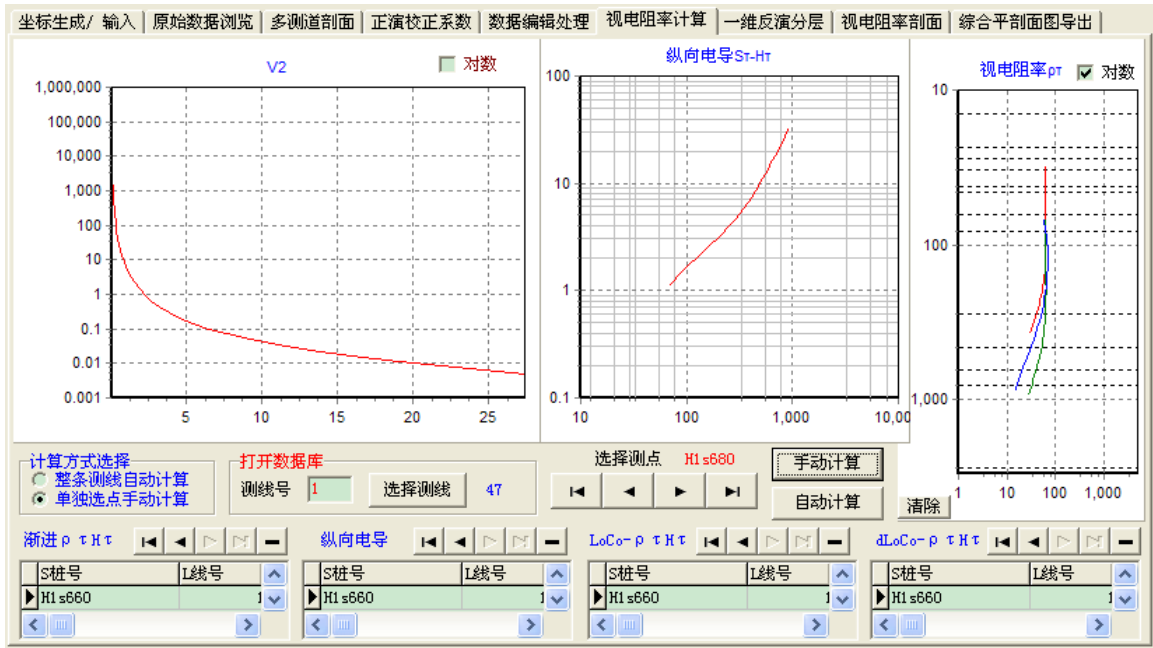 坐标生成/ 输入 原始数据浏览 多测道剖面 正演校正系数 数据编辑处理 视电阻率计算 一维反演分层 视电阻率剖面 综合平剖面图导出
V2 对数
1,000,000
100,000
10,000
1,000
100
10
1
0.1
0.01
0.001
5 10 15 20 25
纵向电导Sт-Hт
100
10
1
0.1
10 100 1,000 10,00
视电阻率ρт 对数
10
100
1,000
1 10 100 1,000
计算方式选择
整条测线自动计算
单独选点手动计算
打开数据库
测线号 1 选择测线 47
选择测点 H1s680
手动计算
自动计算
清除
渐进ρτHτ 纵向电导 LoCo-ρτHτ dLoCo-ρτHτ
S桩号 L线号 S桩号 L线号 S桩号 L线号 S桩号 L线号
H1s660 1 H1s660 1 H1s660 1 H1s660 1